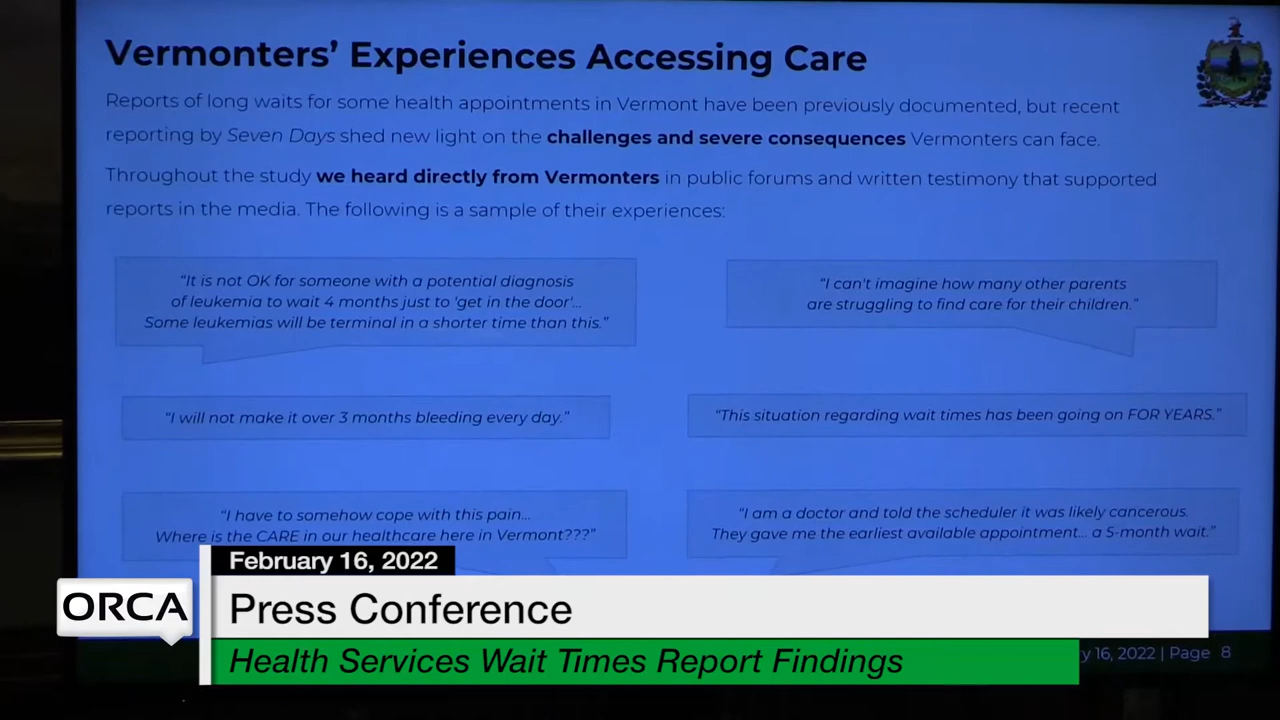 Vermonters' Experiences Accessing Care
Reports of long waits for some health appointments in Vermont have been previously documented, but recent
reporting by Seven Days shed new light on the challenges and severe consequences Vermonters can face.
Throughout the study we heard directly from Vermonters in public forums and written testimony that supported
reports in the media. The following is a sample of their experiences:
"It is not OK for someone with a potential diagnosis
of leukemia to wait 4 months just to 'get in the door'...
Some leukemias will be terminal in a shorter time than this."
"I can't imagine how many other parents
are struggling to find care for their children."
"I will not make it over 3 months bleeding every day."
"This situation regarding wait times has been going on FOR YEARS."
"I have to somehow cope with this pain...
Where is the CARE in our healthcare here in Vermont???"
"I am a doctor and told the scheduler it was likely cancerous.
They gave me the earliest available appointment... a 5-month wait."
February 16, 2022
ORCA
Press Conference
Health Services Wait Times Report Findings
y 16, 2022 | Page 8